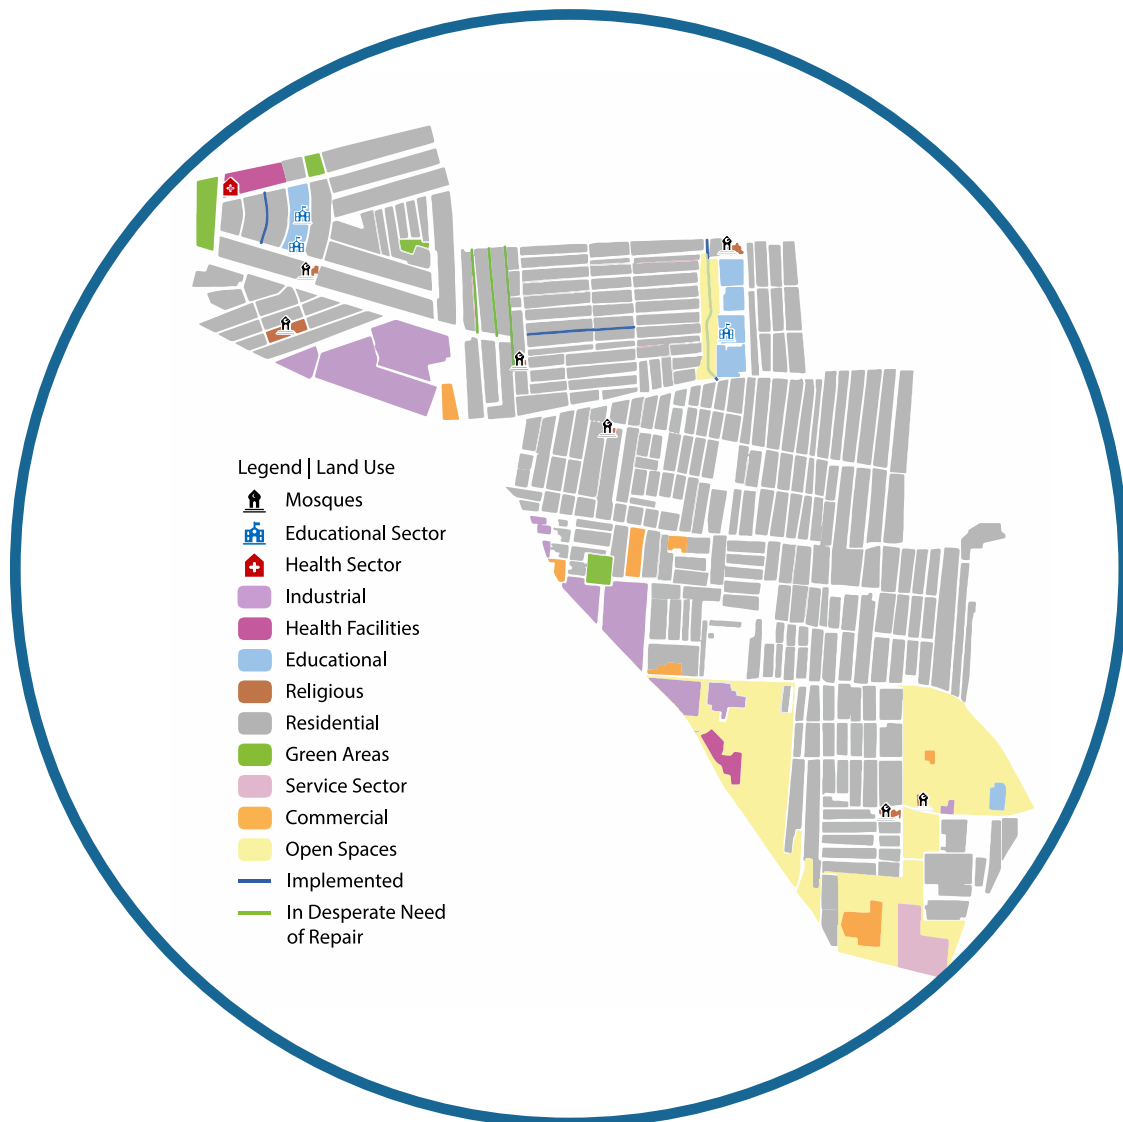 Legend | Land Use
Mosques
Educational Sector
Health Sector
Industrial
Health Facilities
Educational
Religious
Residential
Green Areas
Service Sector
Commercial
Open Spaces
Implemented
In Desperate Need
of Repair